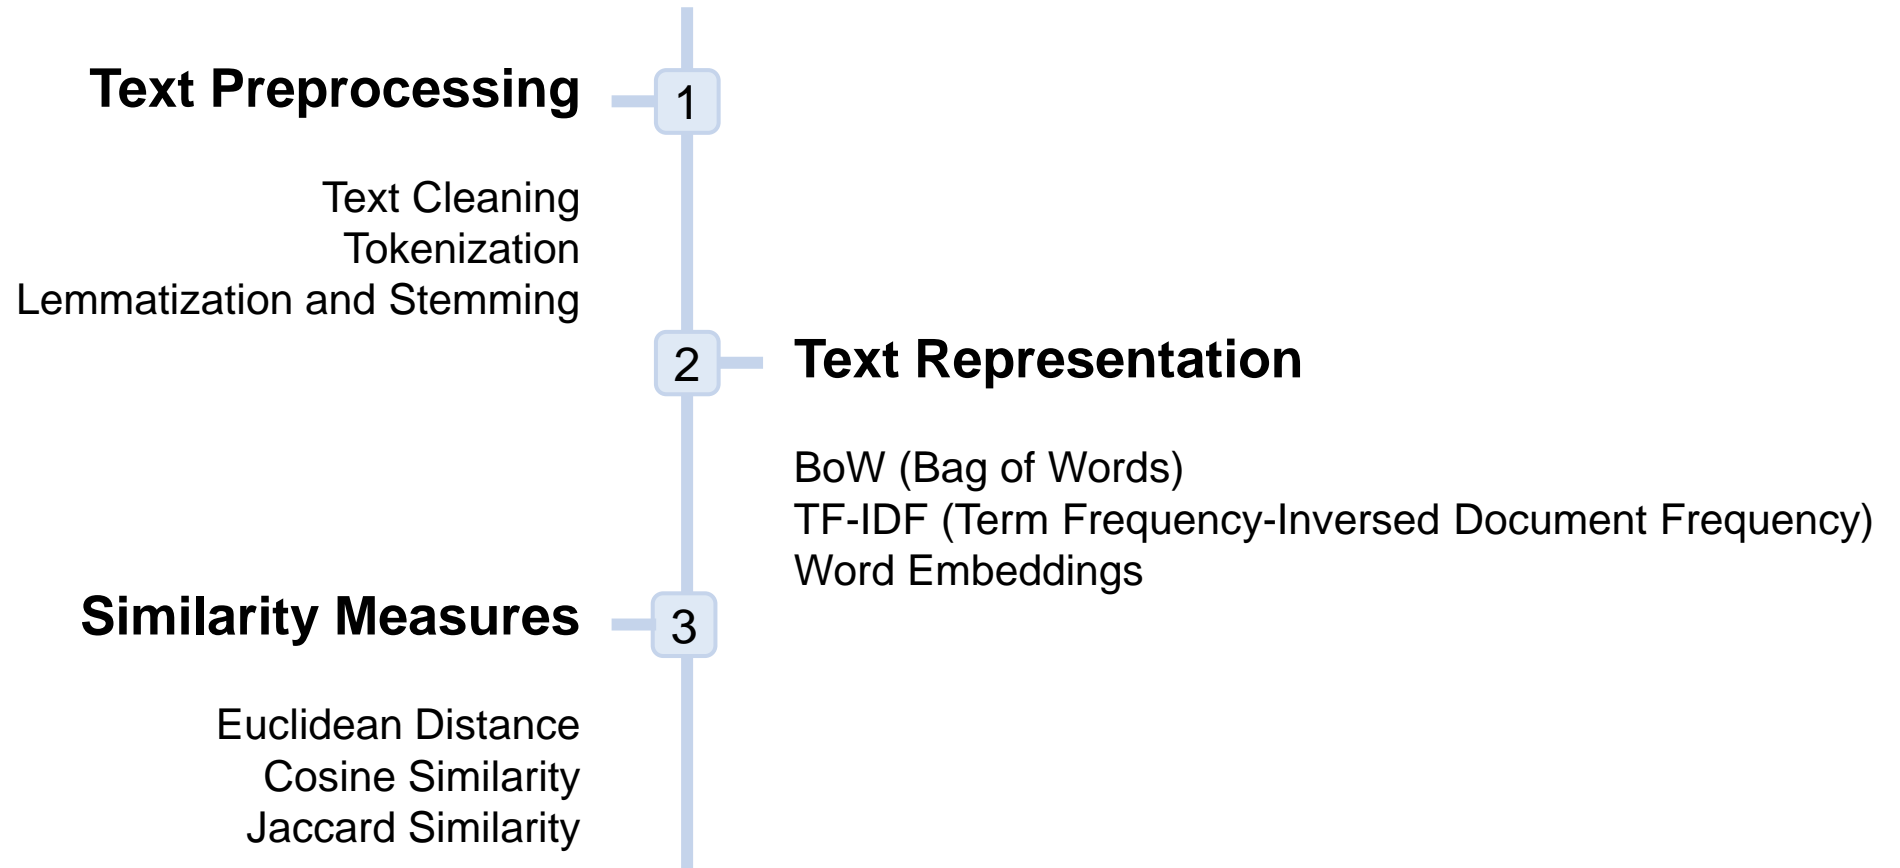 Text Preprocessing
1
Text Cleaning
Tokenization
Lemmatization and Stemming
2
Text Representation
BoW (Bag of Words)
TF-IDF (Term Frequency-Inversed Document Frequency)
Word Embeddings
Similarity Measures
3
Euclidean Distance
Cosine Similarity
Jaccard Similarity